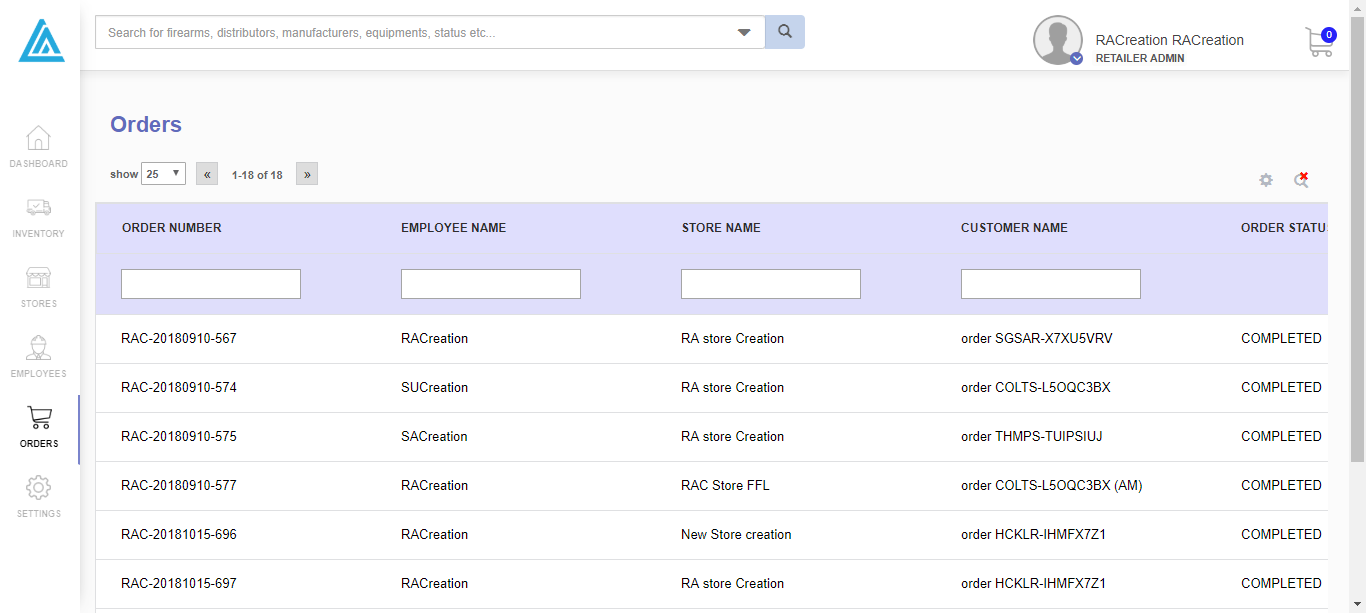 Search for firearms, distributors, manufacturers, equipments, status etc...
RACreation RACreation
RETAILER ADMIN
0
DASHBOARD
INVENTORY
STORES
EMPLOYEES
ORDERS
SETTINGS
Orders
show 25 « 1-18 of 18 »
ORDER NUMBER EMPLOYEE NAME STORE NAME CUSTOMER NAME ORDER STATU
RAC-20180910-567 RACreation RA store Creation order SGSAR-X7XU5VRV COMPLETED
RAC-20180910-574 SUCreation RA store Creation order COLTS-L5OQC3BX COMPLETED
RAC-20180910-575 SACreation RA store Creation order THMPS-TUIPSIUJ COMPLETED
RAC-20180910-577 RACreation RAC Store FFL order COLTS-L5OQC3BX (AM) COMPLETED
RAC-20181015-696 RACreation New Store creation order HCKLR-IHMFX7Z1 COMPLETED
RAC-20181015-697 RACreation RA store Creation order HCKLR-IHMFX7Z1 COMPLETED